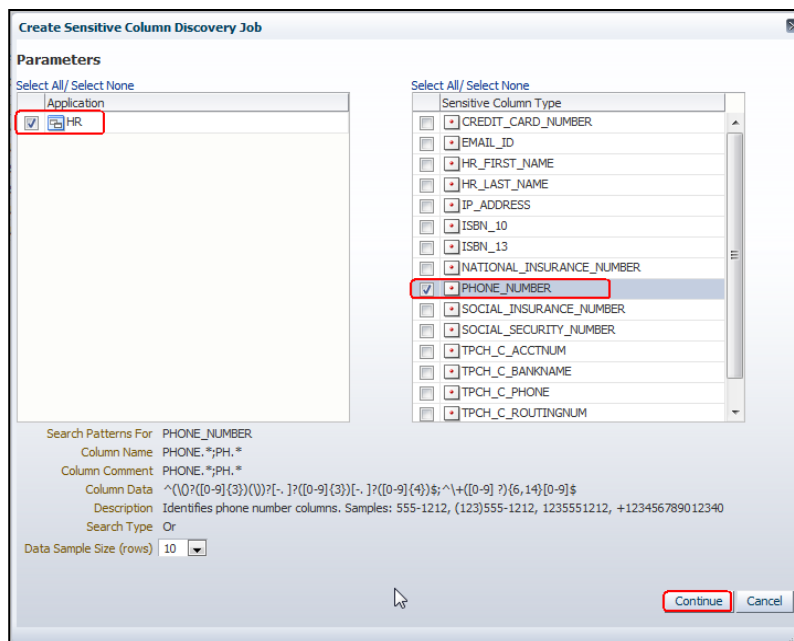 Create Sensitive Column Discovery Job
Parameters
Select All/ Select None
Application
HR
Select All/ Select None
Sensitive Column Type
CREDIT_CARD_NUMBER
EMAIL_ID
HR_FIRST_NAME
HR_LAST_NAME
IP_ADDRESS
ISBN_10
ISBN_13
NATIONAL_INSURANCE_NUMBER
PHONE_NUMBER
SOCIAL_INSURANCE_NUMBER
SOCIAL_SECURITY_NUMBER
TPCH_C_ACCTNUM
TPCH_C_BANKNAME
TPCH_C_PHONE
TPCH_C_ROUTINGNUM
Search Patterns For PHONE_NUMBER
Column Name PHONE.*;PH.*
Column Comment PHONE.*;PH.*
Column Data ^(\()?([0-9]{3})(\))?[-. ]?([0-9]{3})[-. ]?([0-9]{4})$;^\+([0-9] ?){6,14}[0-9]$
Description Identifies phone number columns. Samples: 555-1212, (123)555-1212, 1235551212, +123456789012340
Search Type Or
Data Sample Size (rows) 10
Continue Cancel